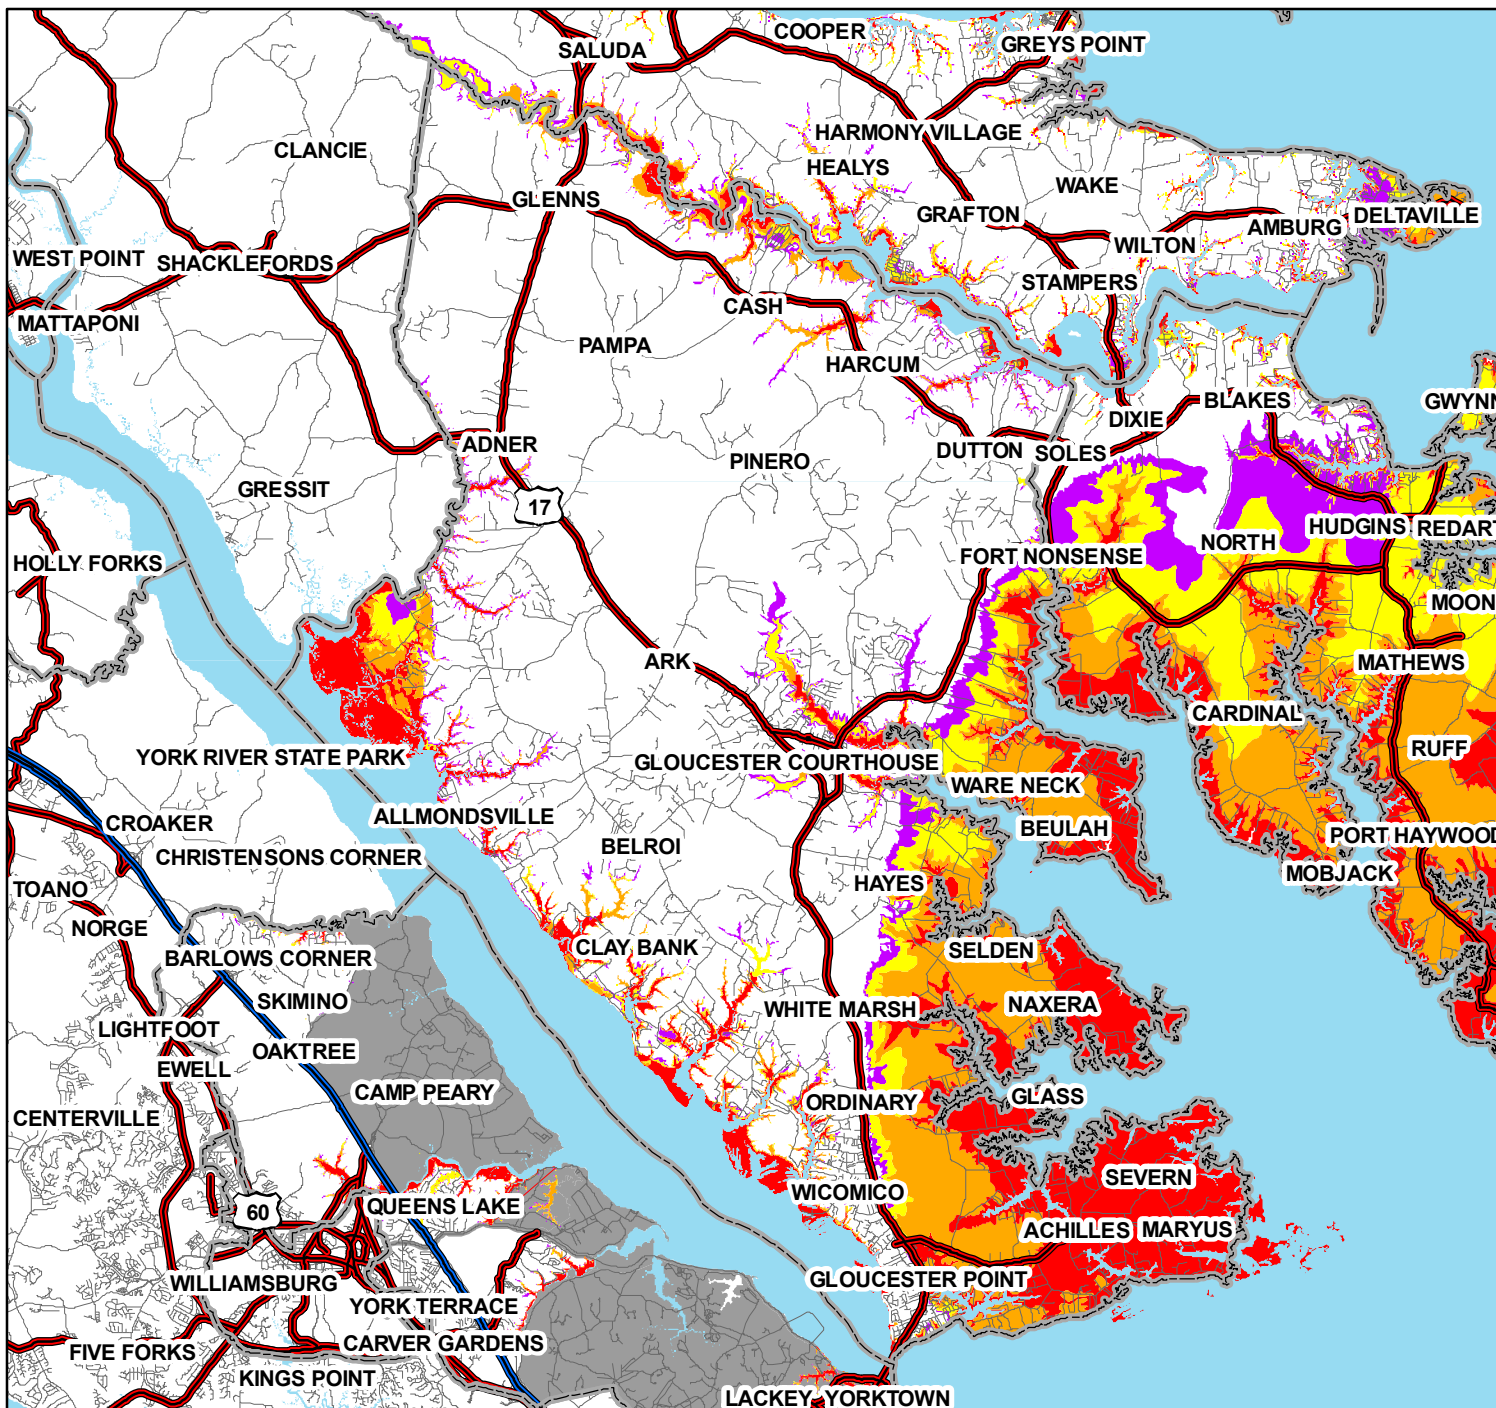 COOPER
GREYS POINT
SALUDA
HARMONY VILLAGE
CLANCIE
HEALYS
WAKE
GLENNS
GRAFTON
DELTAVILLE
AMBURG
WILTON
WEST POINT
SHACKLEFORDS
STAMPERS
CASH
MATTAPONI
PAMPA
HARCUM
BLAKES
GWYNN
DIXIE
ADNER
DUTTON
SOLES
PINERO
GRESSIT
17
HUDGINS
REDART
NORTH
FORT NONSENSE
HOLLY FORKS
MOON
ARK
MATHEWS
CARDINAL
RUFF
YORK RIVER STATE PARK
GLOUCESTER COURTHOUSE
WARE NECK
ALLMONDSVILLE
CROAKER
BEULAH
PORT HAYWOOD
BELROI
CHRISTENSONS CORNER
MOBJACK
TOANO
HAYES
NORGE
CLAY BANK
SELDEN
BARLOWS CORNER
SKIMINO
NAXERA
WHITE MARSH
LIGHTFOOT
OAKTREE
EWELL
CAMP PEARY
GLASS
ORDINARY
CENTERVILLE
SEVERN
WICOMICO
QUEENS LAKE
60
ACHILLES
MARYUS
GLOUCESTER POINT
WILLIAMSBURG
YORK TERRACE
CARVER GARDENS
FIVE FORKS
KINGS POINT
LACKEY
YORKTOWN